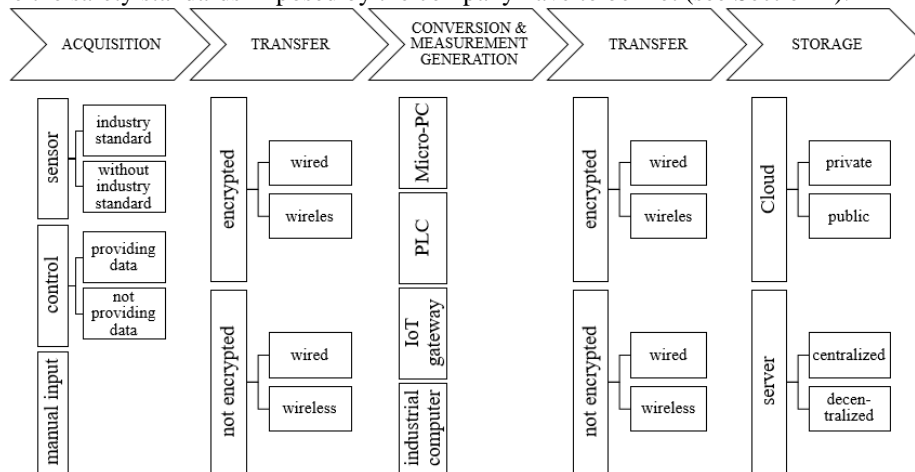 the safety standards imposed by the company have to be met (see Section
ACQUISITION
TRANSFER
CONVERSION &
MEASUREMENT
GENERATION
TRANSFER
STORAGE
sensor
industry
standard
without
industry
standard
control
providing
data
not
providing
data
manual input
encrypted
wired
wireles
not encrypted
wired
wireless
Micro-PC
PLC
IoT
gateway
industrial
computer
encrypted
wired
wireles
not encrypted
wired
wireless
Cloud
private
public
server
centralized
decen-
tralized